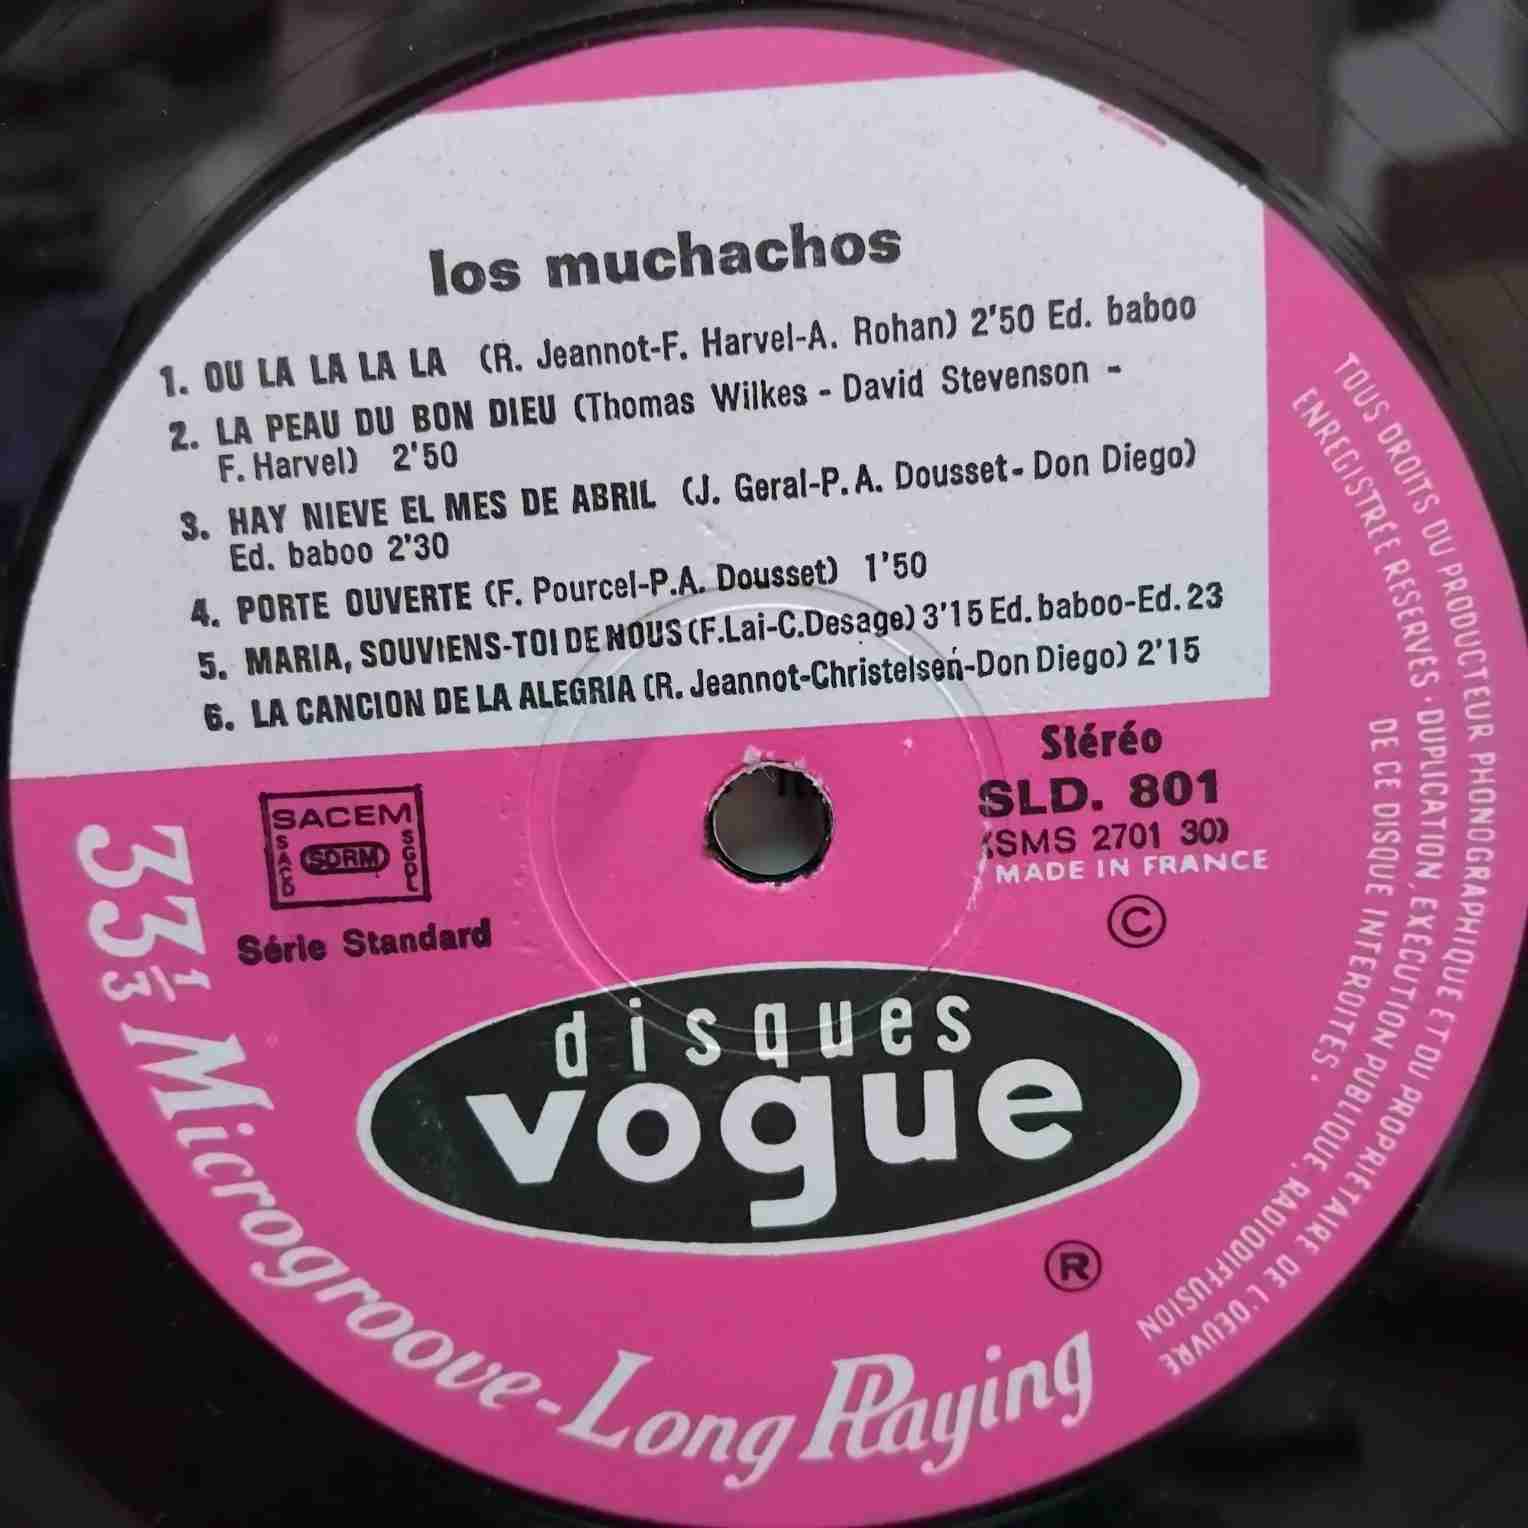 los muchachos
1. OU LA LA LA LA (R. Jeannot-F. Harvel-A. Rohan) 2'50 Ed. baboo
2. LA PEAU DU BON DIEU (Thomas Wilkes - David Stevenson -
F. Harvel) 2'50
3. HAY NIEVE EL MES DE ABRIL (J. Geral-P.A. Dousset- Don Diego)
Ed. baboo 2'30
4. PORTE OUVERTE (F. Pourcel-P.A. Dousset) 1'50
5. MARIA, SOUVIENS-TOI DE NOUS (F.Lai-C.Desage) 3'15 Ed. baboo-Ed. 23
6. LA CANCION DE LA ALEGRIA (R. Jeannot-Christelsen-Don Diego) 2'15
SACEM
SACD
SDRM
SGDL
Série Standard
Stéréo
SLD. 801
(SMS 2701 30)
MADE IN FRANCE
©
disques
vogue
®
33 1/3 Microgroove-Long Playing
TOUS DROITS DU PRODUCTEUR PHONOGRAPHIQUE ET DU PROPRIETAIRE DE L'OEUVRE
ENREGISTRÉE RESERVÉS · DUPLICATION, EXECUTION PUBLIQUE, RADIODIFFUSION
DE CE DISQUE INTERDITES.